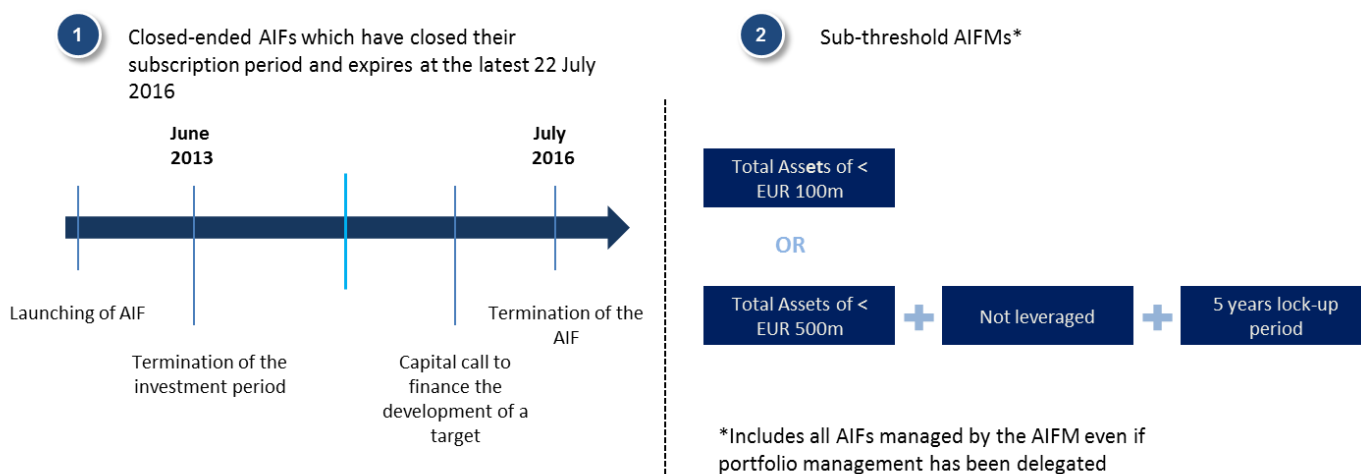 1
Closed-ended AIFs which have closed their
subscription period and expires at the latest 22 July
2016
June
2013
July
2016
Launching of AIF
Termination of the
investment period
Capital call to
finance the
development of a
target
Termination of the
AIF
2
Sub-threshold AIFMs*
Total Assets of <
EUR 100m
OR
Total Assets of <
EUR 500m
Not leveraged
5 years lock-up
period
*Includes all AIFs managed by the AIFM even if
portfolio management has been delegated